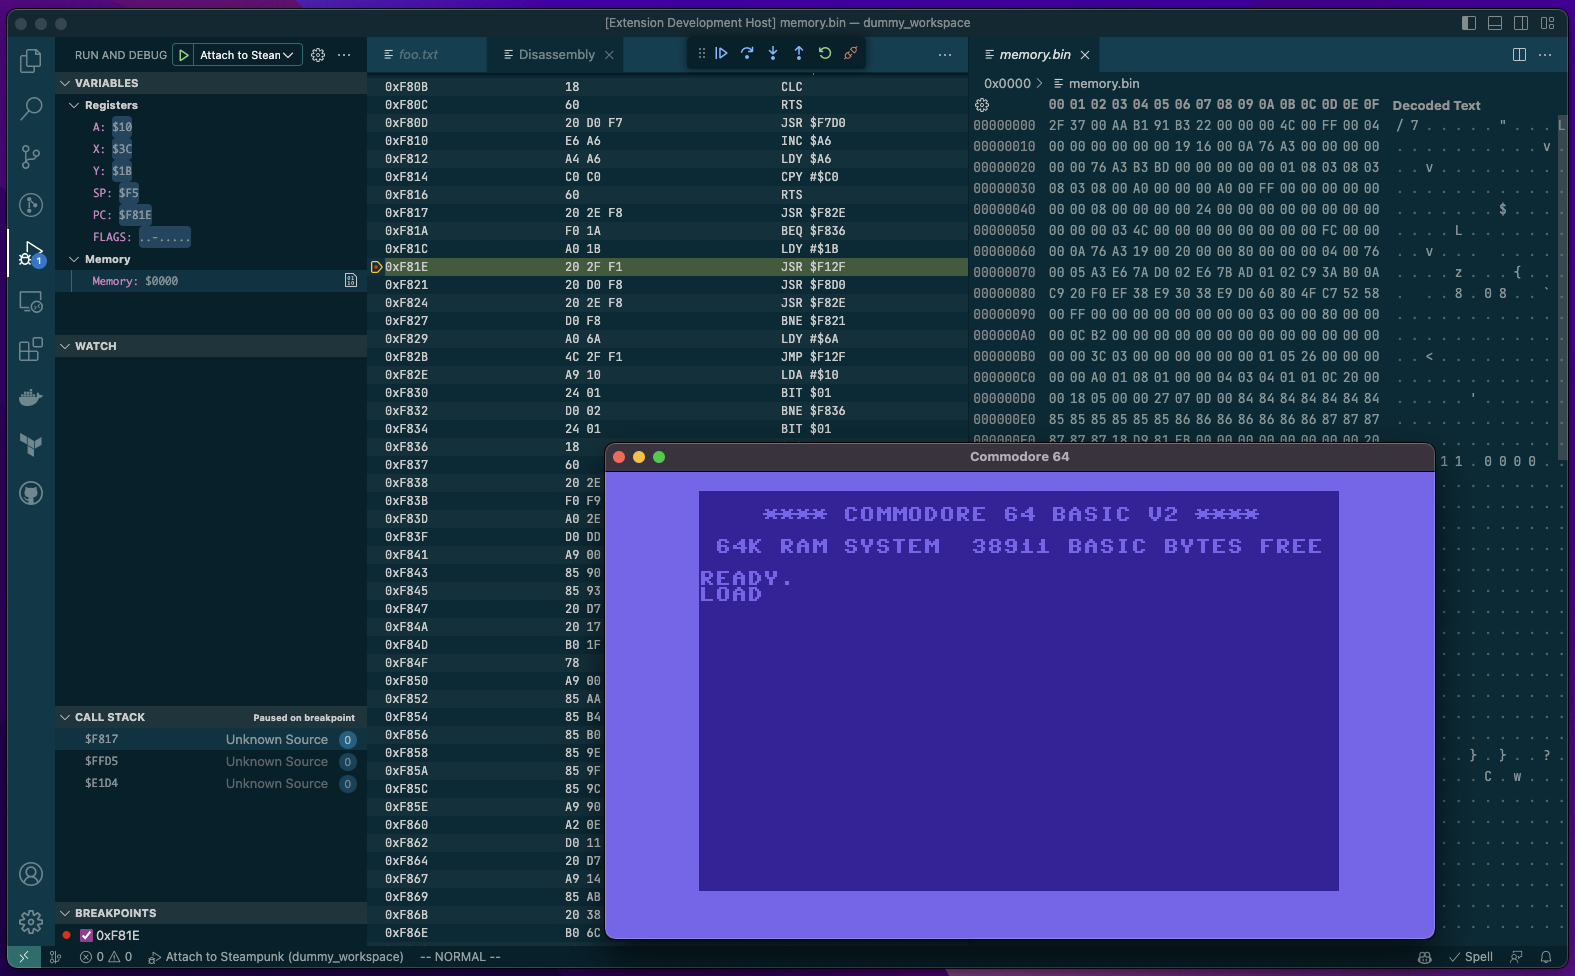 [Extension Development Host] memory.bin — dummy_workspace
RUN AND DEBUG
Attach to Stean
foo.txt
Disassembly
memory.bin
VARIABLES
Registers
A: $10
X: $3C
Y: $1B
SP: $F5
PC: $F81E
FLAGS: ..-.....
Memory
Memory: $0000
WATCH
CALL STACK
Paused on breakpoint
$F817 Unknown Source 0
$FFD5 Unknown Source 0
$E1D4 Unknown Source 0
BREAKPOINTS
0xF81E
0xF80B 18 CLC
0xF80C 60 RTS
0xF80D 20 D0 F7 JSR $F7D0
0xF810 E6 A6 INC $A6
0xF812 A4 A6 LDY $A6
0xF814 C0 C0 CPY #$C0
0xF816 60 RTS
0xF817 20 2E F8 JSR $F82E
0xF81A F0 1A BEQ $F836
0xF81C A0 1B LDY #$1B
0xF81E 20 2F F1 JSR $F12F
0xF821 20 D0 F8 JSR $F8D0
0xF824 20 2E F8 JSR $F82E
0xF827 D0 F8 BNE $F821
0xF829 A0 6A LDY #$6A
0xF82B 4C 2F F1 JMP $F12F
0xF82E A9 10 LDA #$10
0xF830 24 01 BIT $01
0xF832 D0 02 BNE $F836
0xF834 24 01 BIT $01
0xF836 18
0xF837 60
0xF838 20 2E
0xF83B F0 F9
0xF83D A0 2E
0xF83F D0 DD
0xF841 A9 00
0xF843 85 90
0xF845 85 93
0xF847 20 D7
0xF84A 20 17
0xF84D B0 1F
0xF84F 78
0xF850 A9 00
0xF852 85 AA
0xF854 85 B4
0xF856 85 B0
0xF858 85 9E
0xF85A 85 9F
0xF85C 85 9C
0xF85E A9 90
0xF860 A2 0E
0xF862 D0 11
0xF864 20 D7
0xF867 A9 14
0xF869 85 AB
0xF86B 20 38
0xF86E B0 6C
0x0000 > memory.bin
00 01 02 03 04 05 06 07 08 09 0A 0B 0C 0D 0E 0F Decoded Text
00000000 2F 37 00 AA B1 91 B3 22 00 00 00 4C 00 FF 00 04 / 7 . . . . . " . . . L
00000010 00 00 00 00 00 00 19 16 00 0A 76 A3 00 00 00 00 . . . . . . . . . . v
00000020 00 00 76 A3 B3 BD 00 00 00 00 00 01 08 03 08 03 . . v . . . . . . . .
00000030 08 03 08 00 A0 00 00 00 A0 00 FF 00 00 00 00 00 . . . . . . . . . . .
00000040 00 00 08 00 00 00 00 24 00 00 00 00 00 00 00 00 . . . . . . . $ . . .
00000050 00 00 00 03 4C 00 00 00 00 00 00 00 00 FC 00 00 . . . . L . . . . . .
00000060 00 0A 76 A3 19 00 20 00 00 80 00 00 00 04 00 76 . . v . . . . . . . .
00000070 00 05 A3 E6 7A D0 02 E6 7B AD 01 02 C9 3A B0 0A . . . . z . . . { . .
00000080 C9 20 F0 EF 38 E9 30 38 E9 D0 60 80 4F C7 52 58 . . . . 8 . 0 8 . . `
00000090 00 FF 00 00 00 00 00 00 00 00 03 00 00 80 00 00 . . . . . . . . . . .
000000A0 00 0C B2 00 00 00 00 00 00 00 00 00 00 00 00 00 . . . . . . . . . . .
000000B0 00 00 3C 03 00 00 00 00 00 00 01 05 26 00 00 00 . . < . . . . . . . .
000000C0 00 00 A0 01 08 01 00 00 04 03 04 01 01 0C 20 00 . . . . . . . . . . .
000000D0 00 18 05 00 00 27 07 0D 00 84 84 84 84 84 84 84 . . . . . ' . . . . .
000000E0 85 85 85 85 85 85 86 86 86 86 86 86 86 87 87 87 . . . . . . . . . . .
000000F0 87 87 87 18 D9 81 EB 00 00 00 00 00 00 00 00 20
1 1 . 0 0 0 0 . .
. . } . } . . ?
. . . C . w . .
Commodore 64
**** COMMODORE 64 BASIC V2 ****
64K RAM SYSTEM 38911 BASIC BYTES FREE
READY.
LOAD
0 0 Attach to Steampunk (dummy_workspace) -- NORMAL -- Spell